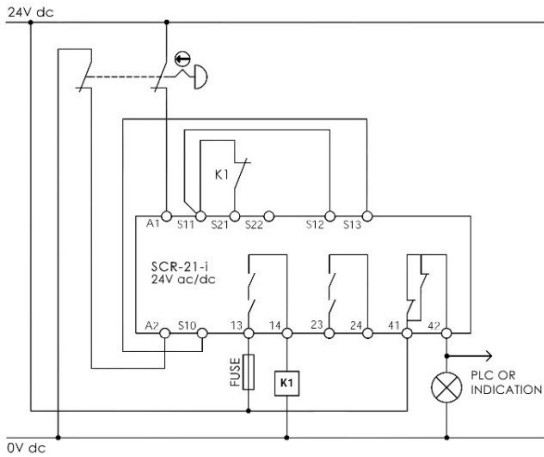 24V dc
K1
A1 S11 S21 S22 S12 S13
SCR-21-i
24V ac/dc
A2 S10 13 14 23 24 41 42
FUSE
K1
PLC OR
INDICATION
0V dc